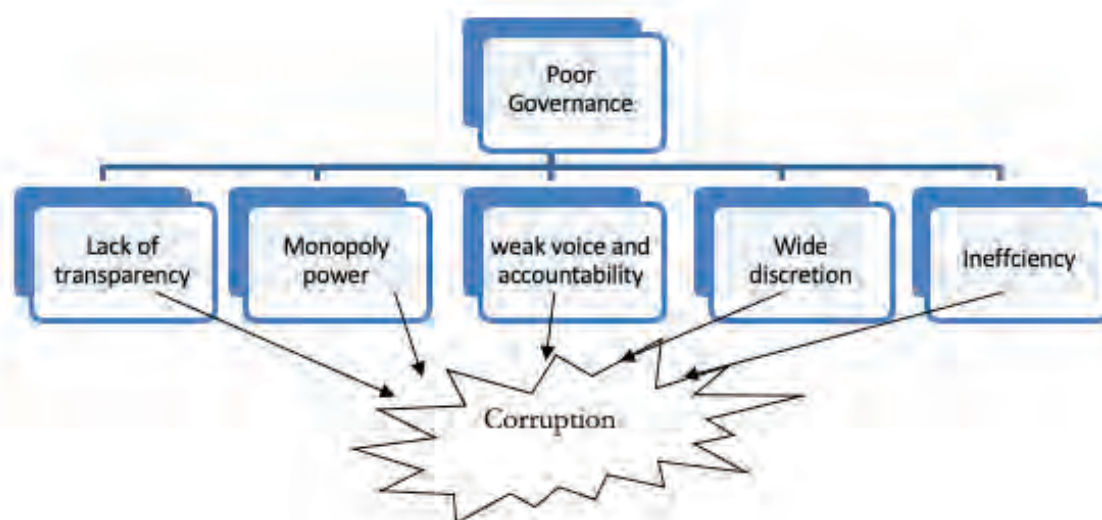 Poor
Governance
Lack of
transparency
Monopoly
power
weak voice and
accountability
Wide
discretion
Ineffciency
Corruption